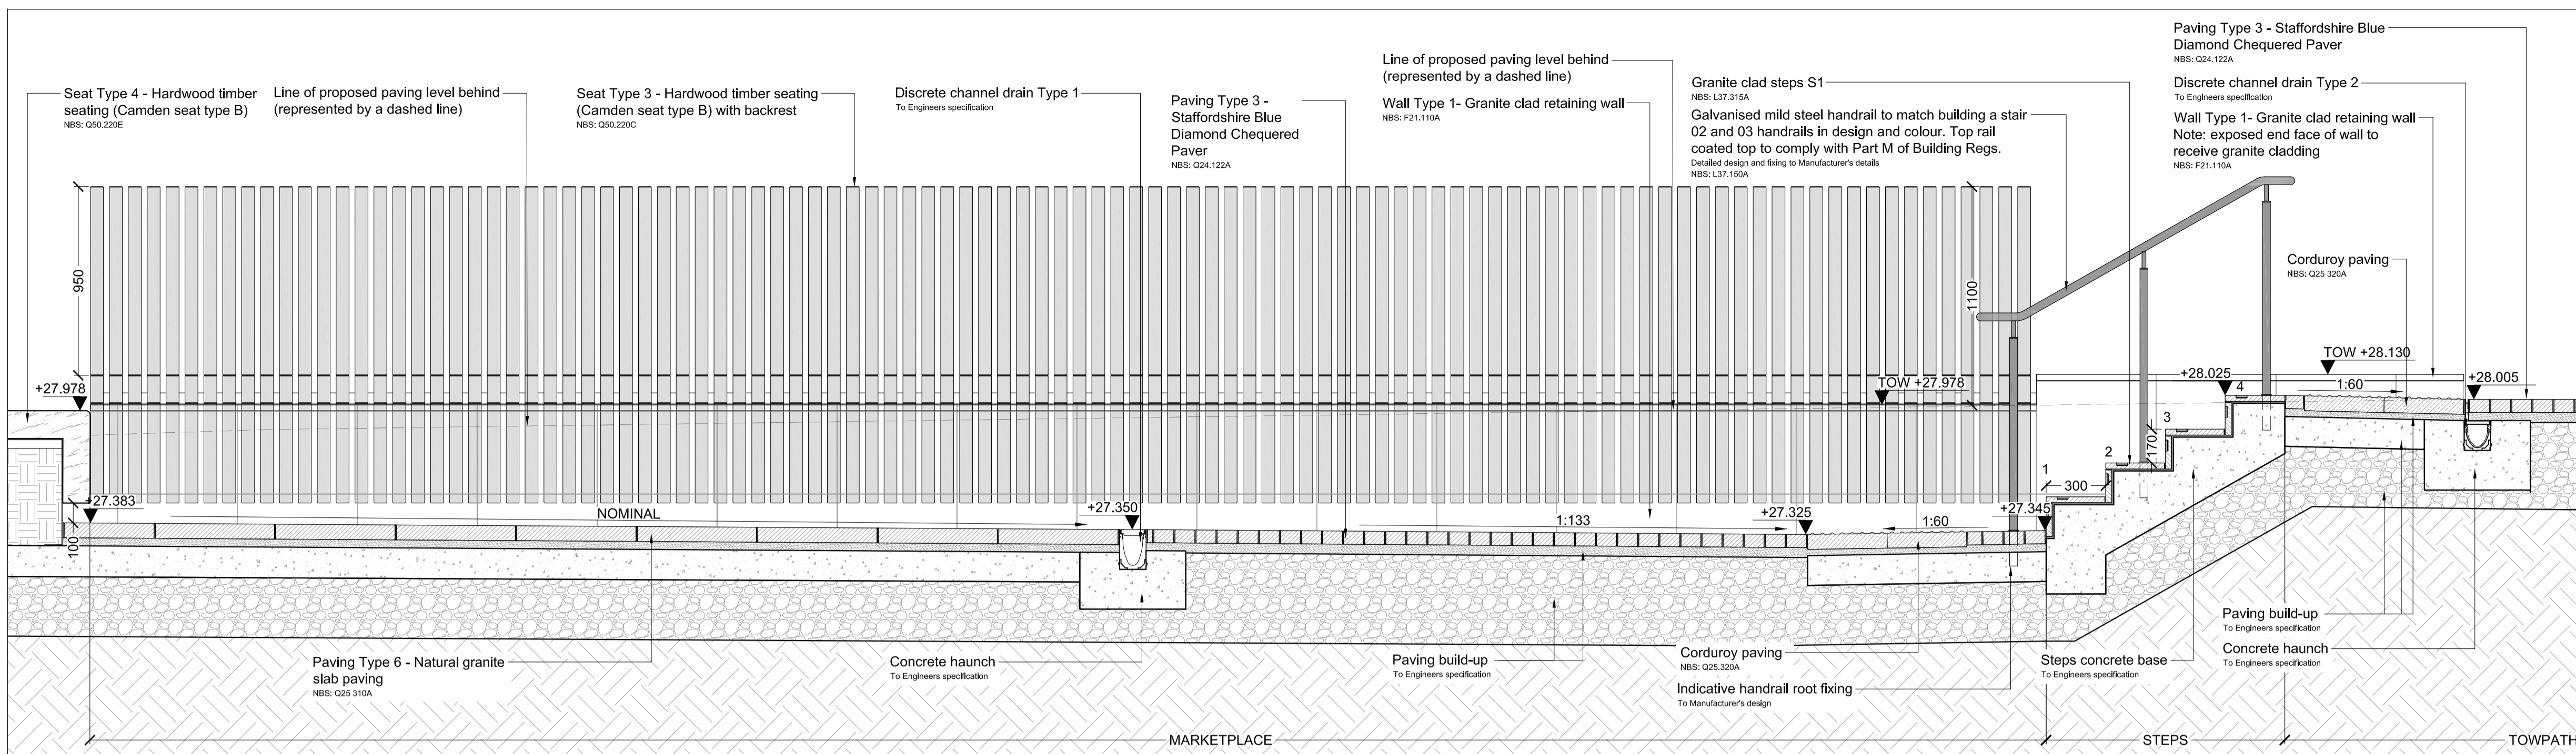 Seat Type 4 - Hardwood timber
seating (Camden seat type B)
NBS: Q50.220E
Line of proposed paving level behind
(represented by a dashed line)
Seat Type 3 - Hardwood timber seating
(Camden seat type B) with backrest
NBS: Q50.220C
Discrete channel drain Type 1
To Engineers specification
Paving Type 3 -
Staffordshire Blue
Diamond Chequered
Paver
NBS: Q24,122A
Line of proposed paving level behind
(represented by a dashed line)
Wall Type 1- Granite clad retaining wall
NBS: F21.110A
Granite clad steps S1
NBS: L37.315A
Galvanised mild steel handrail to match building a stair
02 and 03 handrails in design and colour. Top rail
coated top to comply with Part M of Building Regs.
Detailed design and fixing to Manufacturer's details
NBS: L37.150A
Paving Type 3 - Staffordshire Blue
Diamond Chequered Paver
NBS: Q24.122A
Discrete channel drain Type 2
To Engineers specification
Wall Type 1- Granite clad retaining wall
Note: exposed end face of wall to
receive granite cladding
NBS: F21.110A
Corduroy paving
NBS: Q25 320A
950
1100
+27.978
TOW +27.978
TOW +28.130
+28.025
1:60
+28.005
4
3
170
2
1
300
+27.383
100
NOMINAL
+27.350
1:133
+27.325
1:60
+27.345
Paving Type 6 - Natural granite
slab paving
NBS: Q25 310A
Concrete haunch
To Engineers specification
Paving build-up
To Engineers specification
Corduroy paving
NBS: Q25.320A
Indicative handrail root fixing
To Manufacturer's design
Steps concrete base
To Engineers specification
Paving build-up
To Engineers specification
Concrete haunch
To Engineers specification
MARKETPLACE
STEPS
TOWPATH